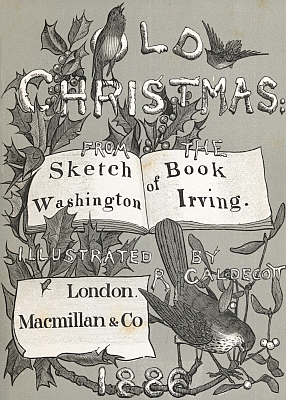 OLD
CHRISTMAS:
FROM THE
Sketch Book
of
Washington Irving.
ILLUSTRATED BY
R. CALDECOTT
London.
Macmillan & Co
1886